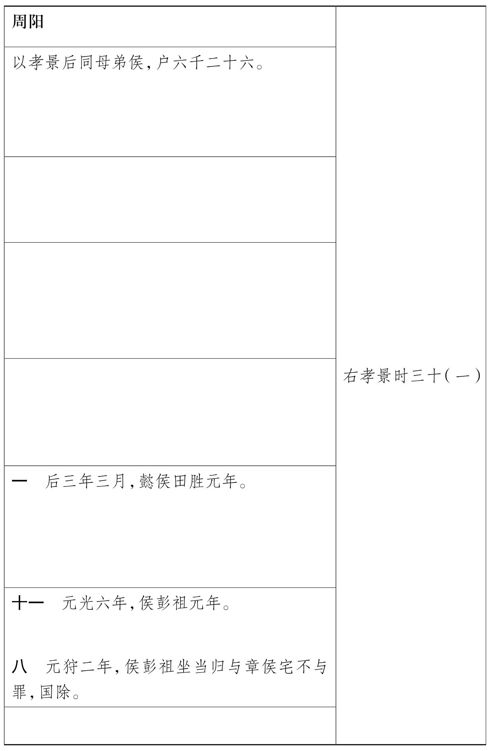 周阳
以孝景后同母弟侯，户六千二十六。
一　后三年三月，懿侯田胜元年。
十一　元光六年，侯彭祖元年。
八　元狩二年，侯彭祖坐当归与章侯宅不与
罪，国除。
右孝景时三十（一）